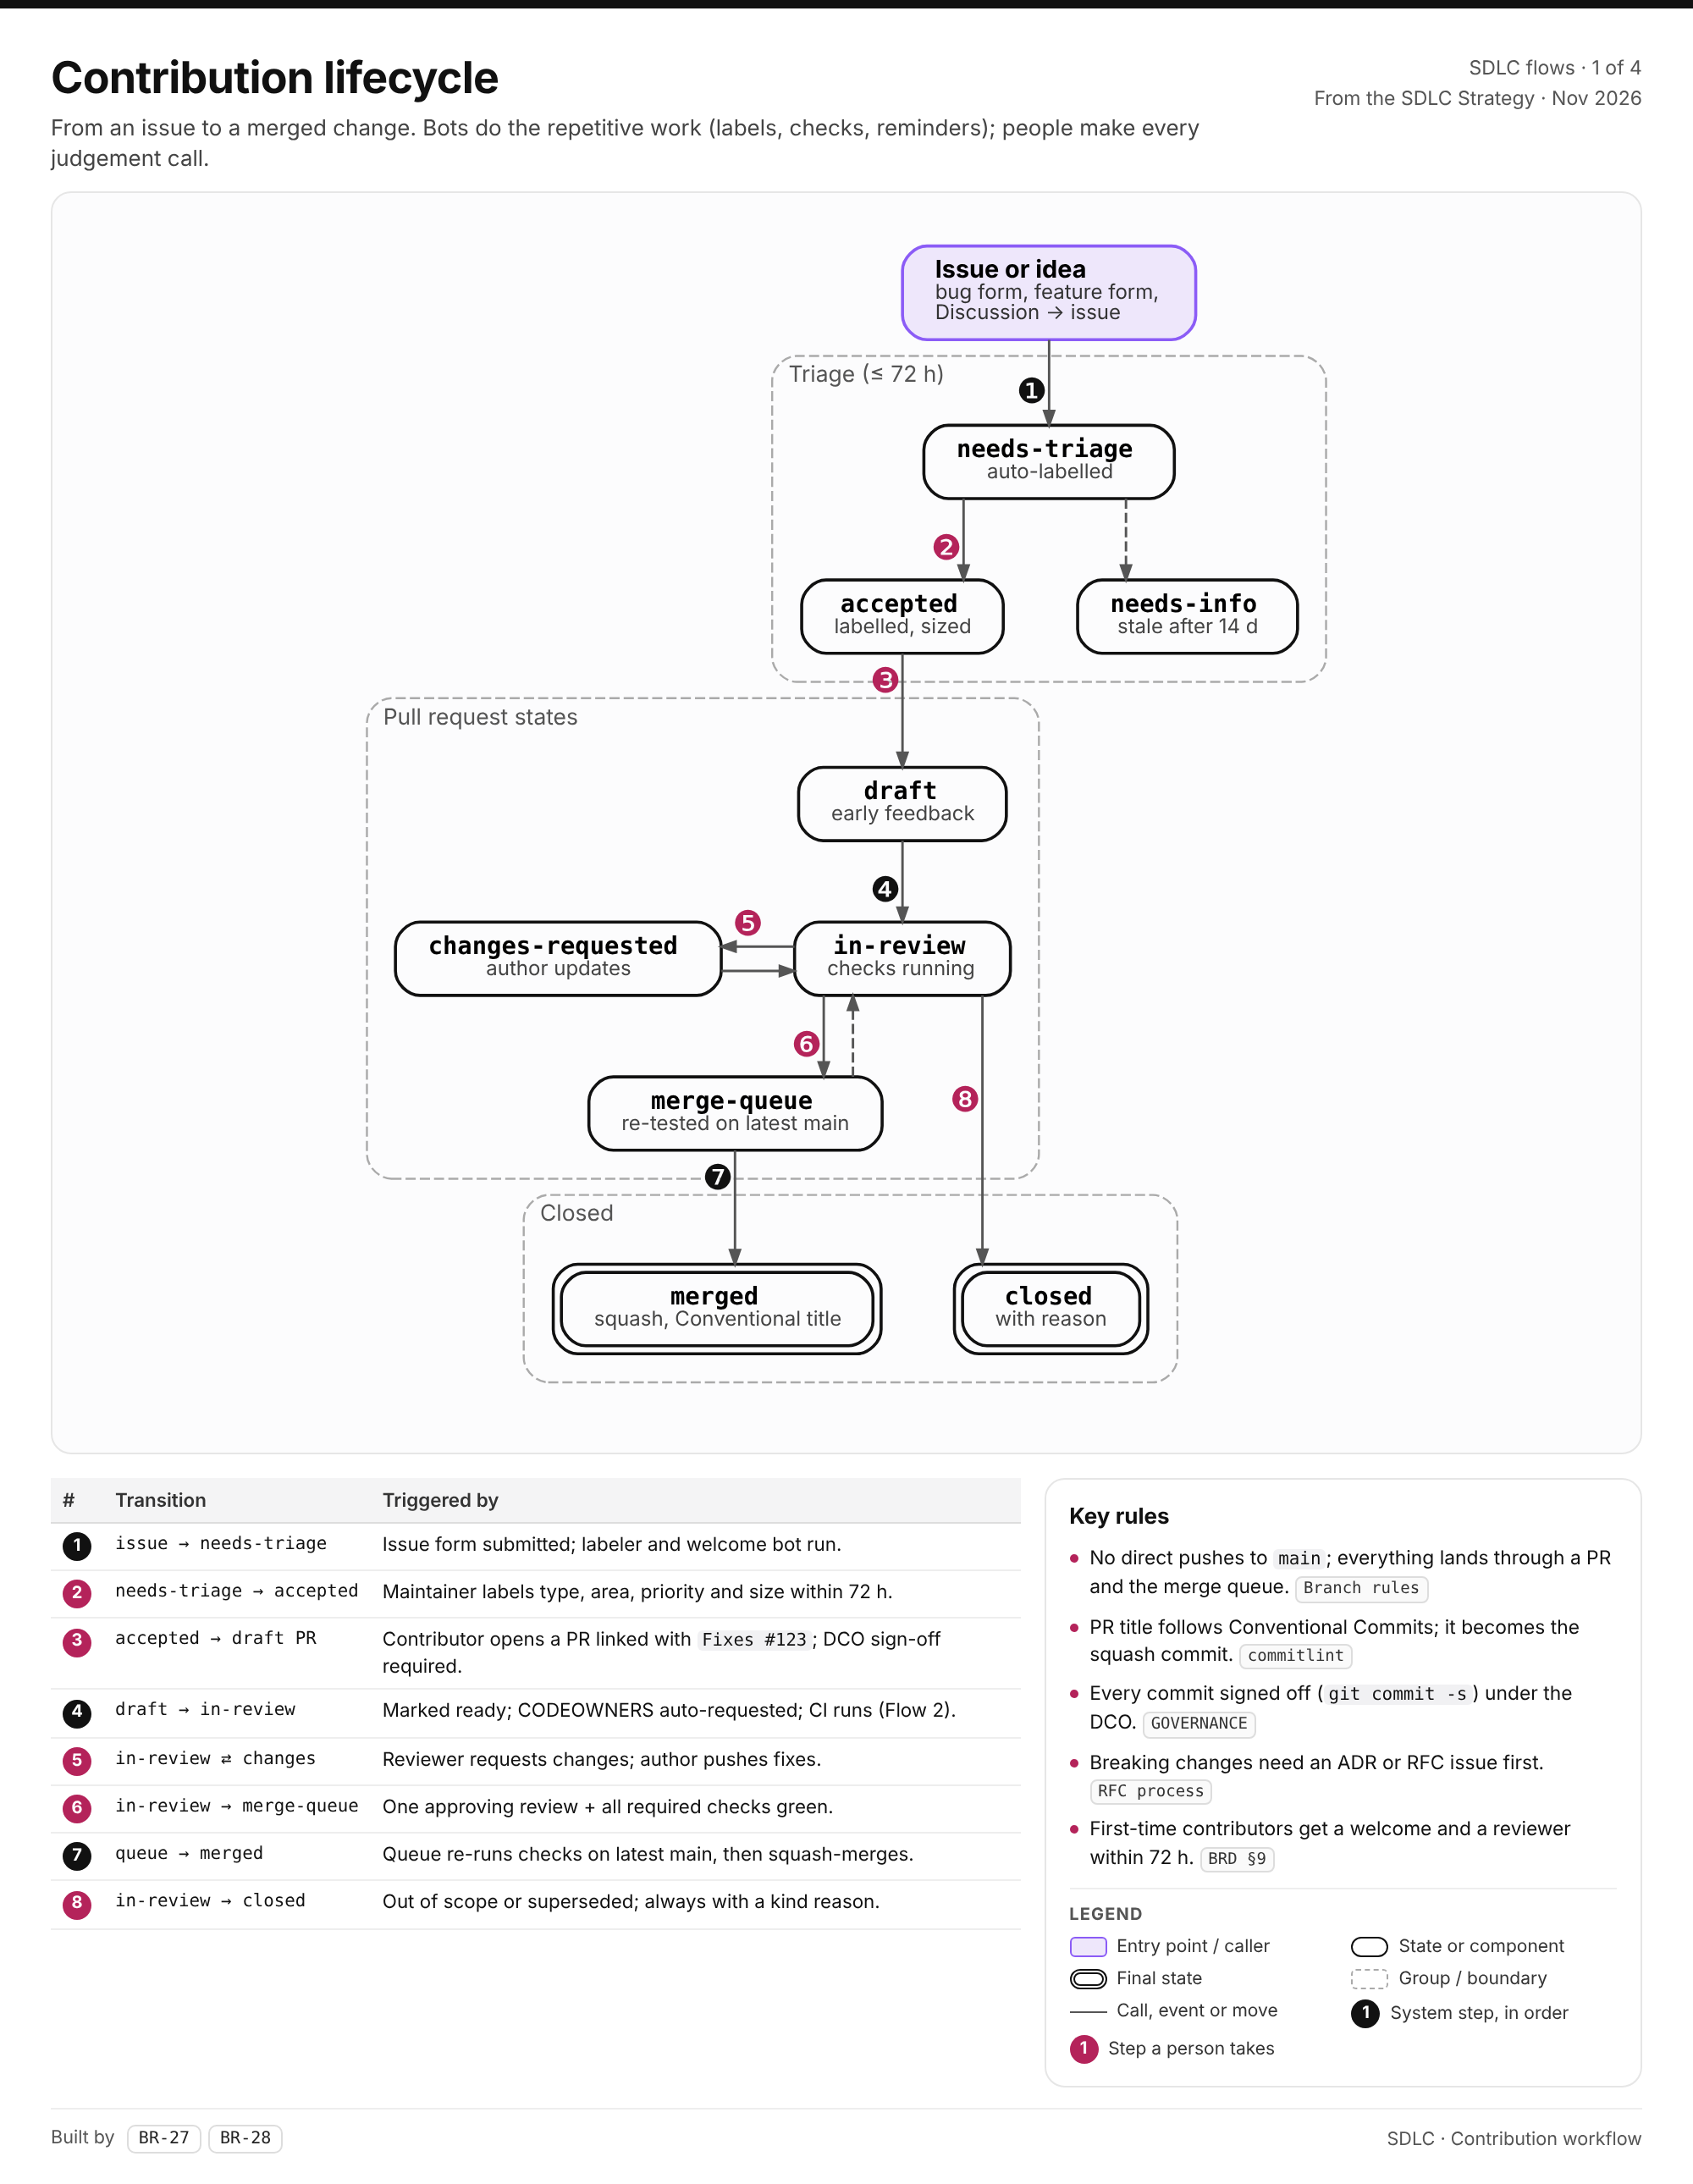 Contribution lifecycle
SDLC flows · 1 of 4
From the SDLC Strategy · Nov 2026
From an issue to a merged change. Bots do the repetitive work (labels, checks, reminders); people make every
judgement call.
Issue or idea
bug form, feature form,
Discussion → issue
Triage (≤ 72 h)
1
needs-triage
auto-labelled
2
accepted
labelled, sized
needs-info
stale after 14 d
3
Pull request states
draft
early feedback
4
5
changes-requested
author updates
in-review
checks running
6
merge-queue
re-tested on latest main
8
7
Closed
merged
squash, Conventional title
closed
with reason
# Transition Triggered by
1 issue → needs-triage Issue form submitted; labeler and welcome bot run.
2 needs-triage → accepted Maintainer labels type, area, priority and size within 72 h.
3 accepted → draft PR Contributor opens a PR linked with Fixes #123; DCO sign-off
required.
4 draft → in-review Marked ready; CODEOWNERS auto-requested; CI runs (Flow 2).
5 in-review ⇄ changes Reviewer requests changes; author pushes fixes.
6 in-review → merge-queue One approving review + all required checks green.
7 queue → merged Queue re-runs checks on latest main, then squash-merges.
8 in-review → closed Out of scope or superseded; always with a kind reason.
Key rules
• No direct pushes to main; everything lands through a PR
and the merge queue. Branch rules
• PR title follows Conventional Commits; it becomes the
squash commit. commitlint
• Every commit signed off (git commit -s) under the
DCO. GOVERNANCE
• Breaking changes need an ADR or RFC issue first.
RFC process
• First-time contributors get a welcome and a reviewer
within 72 h. BRD §9
LEGEND
Entry point / caller
State or component
Final state
Group / boundary
Call, event or move
1 System step, in order
1 Step a person takes
Built by BR-27 BR-28
SDLC · Contribution workflow